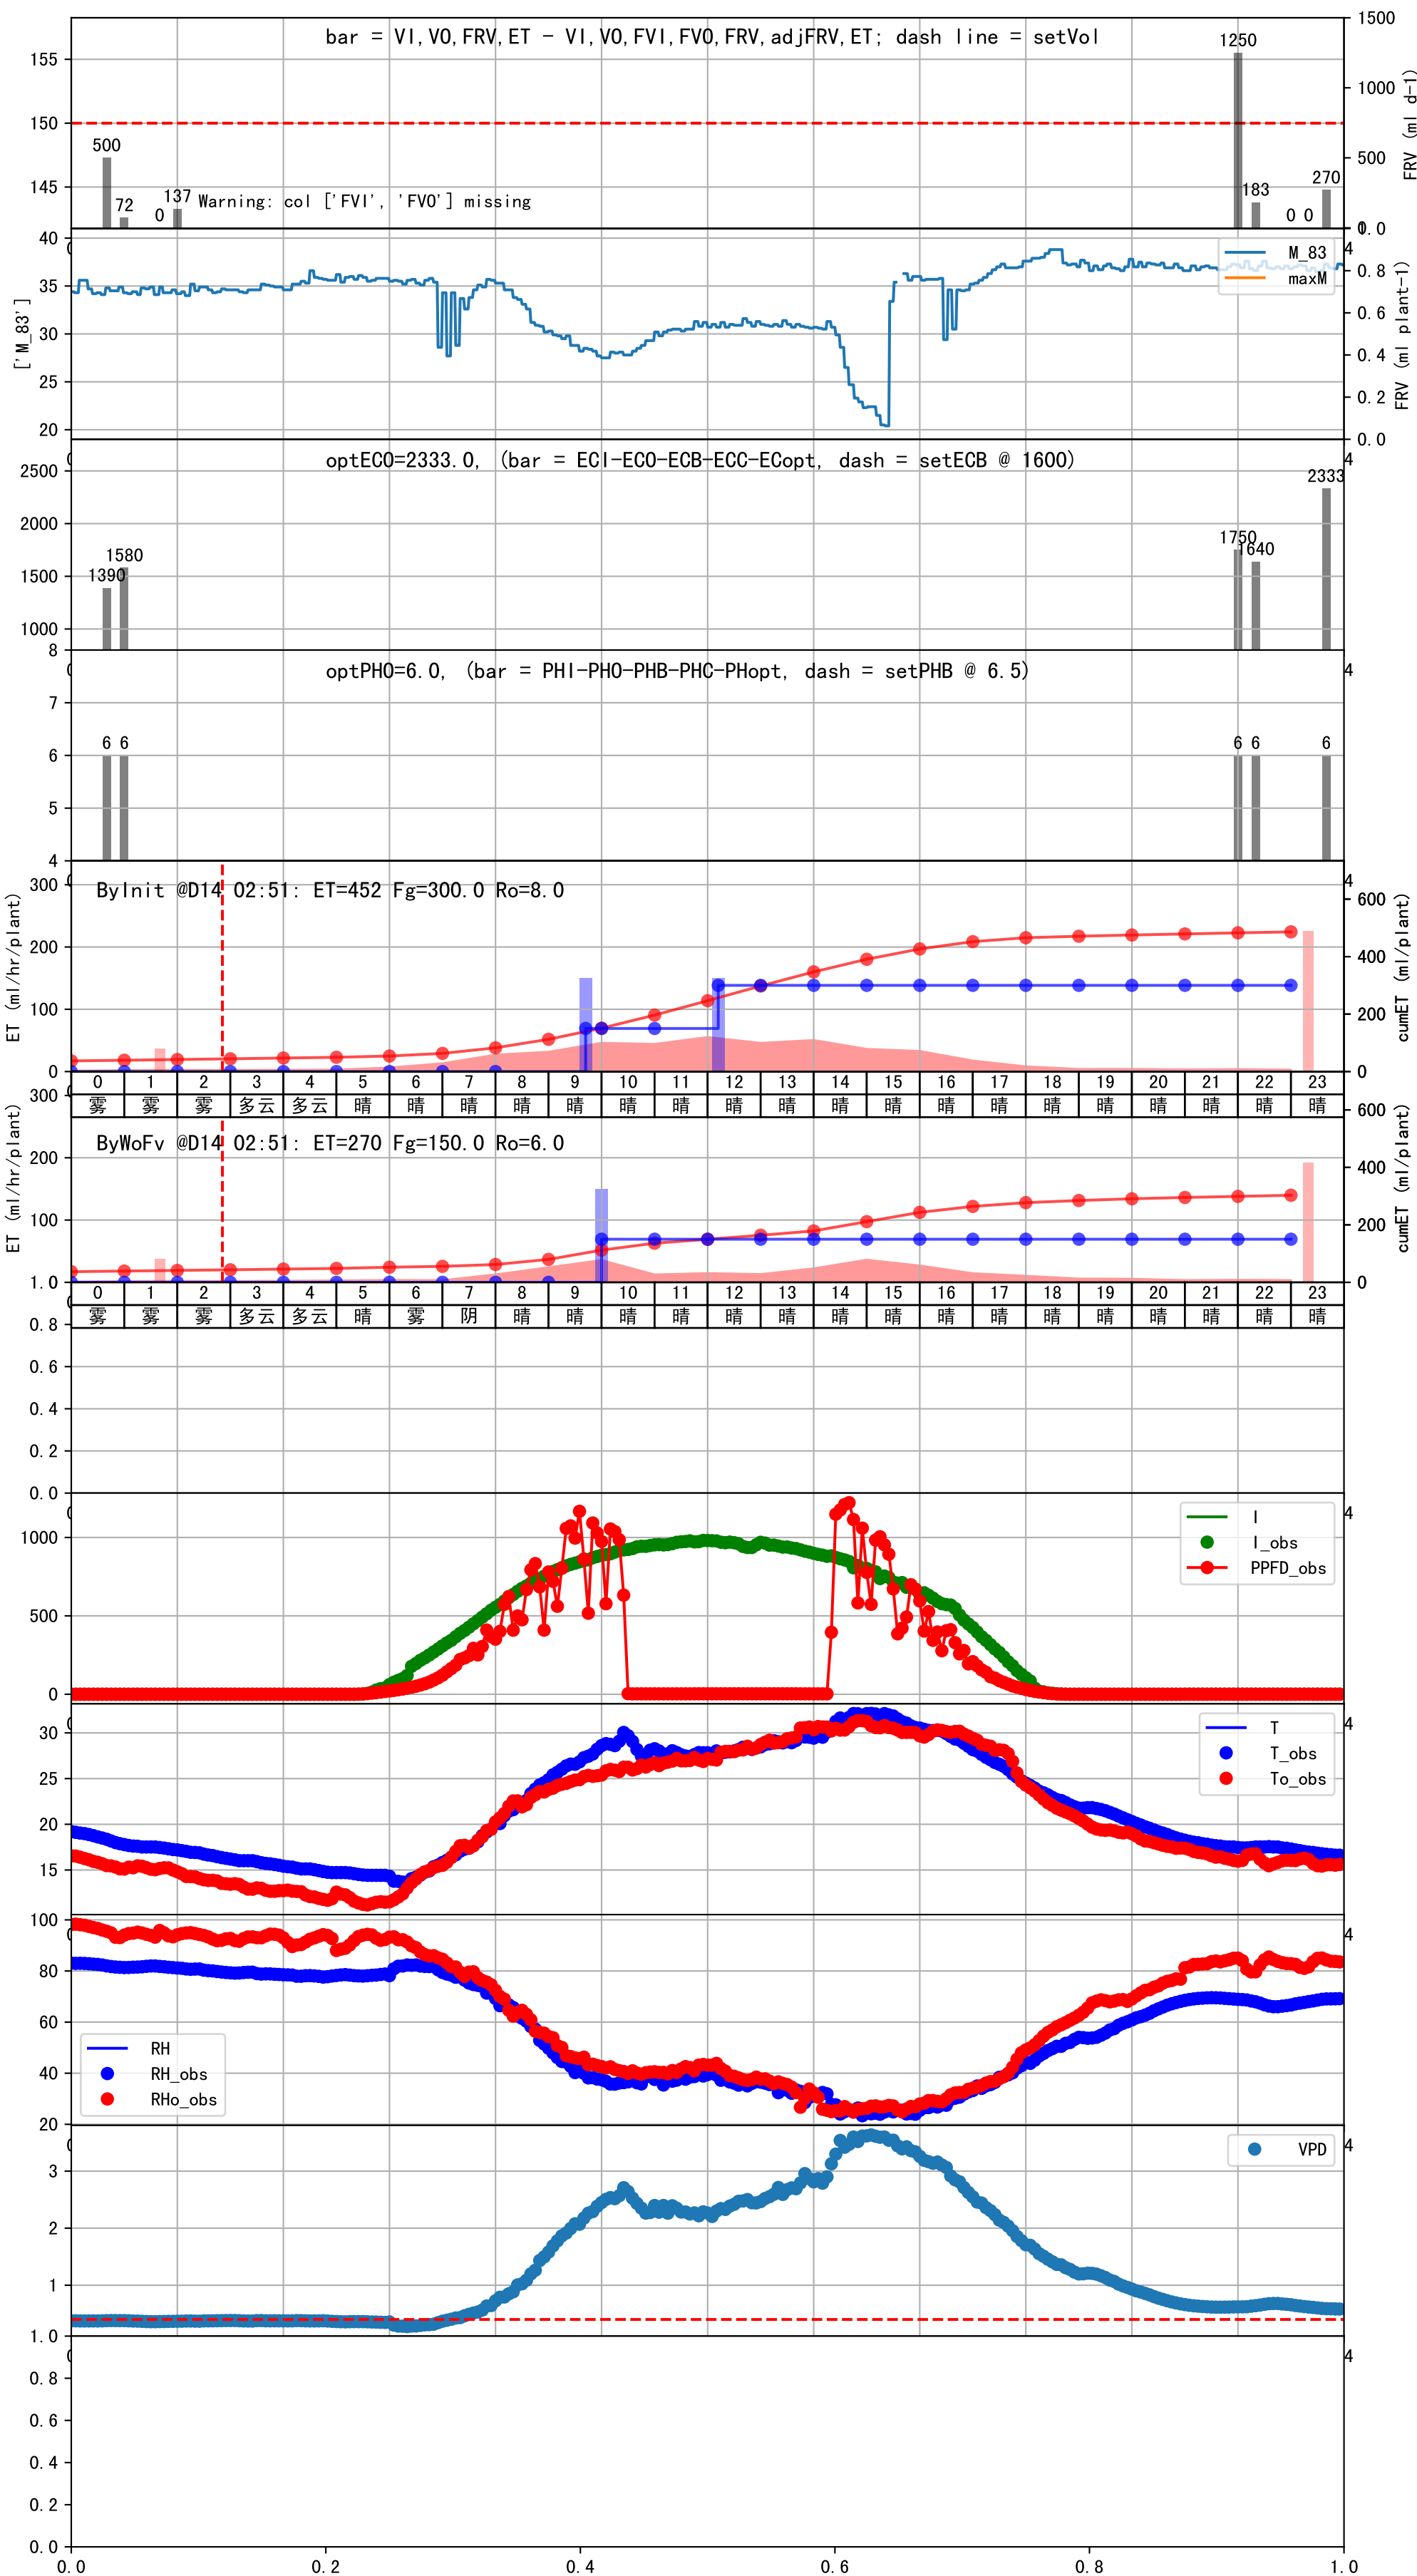 bar = VI,VO,FRV,ET - VI,VO,FVI,FVO,FRV,adjFRV,ET; dash line = setVol
155
150
145
1500
1000
500
0
FRV (ml d-1)
500
72
0
137
Warning: col ['FVI', 'FVO'] missing
1250
183
0
0
270
40
35
30
25
20
['M_83']
M_83
maxM
1.0
0.8
0.6
0.4
0.2
0.0
FRV (ml plant-1)
optECO=2333.0, (bar = ECI-ECO-ECB-ECC-ECopt, dash = setECB @ 1600)
2500
2000
1500
1000
1390
1580
1750
1640
2333
optPHO=6.0, (bar = PHI-PHO-PHB-PHC-PHopt, dash = setPHB @ 6.5)
8
7
6
5
4
6 6
6 6
6
ByInit @D14 02:51: ET=452 Fg=300.0 Ro=8.0
300
200
100
0
ET (ml/hr/plant)
600
400
200
0
cumET (ml/plant)
0 1 2 3 4 5 6 7 8 9 10 11 12 13 14 15 16 17 18 19 20 21 22 23
雾 雾 雾 多云 多云 晴 晴 晴 晴 晴 晴 晴 晴 晴 晴 晴 晴 晴 晴 晴 晴 晴 晴 晴
ByWoFv @D14 02:51: ET=270 Fg=150.0 Ro=6.0
300
200
100
ET (ml/hr/plant)
600
400
200
0
cumET (ml/plant)
0 1 2 3 4 5 6 7 8 9 10 11 12 13 14 15 16 17 18 19 20 21 22 23
雾 雾 雾 多云 多云 晴 雾 阴 晴 晴 晴 晴 晴 晴 晴 晴 晴 晴 晴 晴 晴 晴 晴 晴
1.0
0.8
0.6
0.4
0.2
0.0
1000
500
0
I
I_obs
PPFD_obs
30
25
20
15
T
T_obs
To_obs
100
80
60
40
20
RH
RH_obs
RHo_obs
3
2
1
VPD
1.0
0.8
0.6
0.4
0.2
0.0
0.0 0.2 0.4 0.6 0.8 1.0